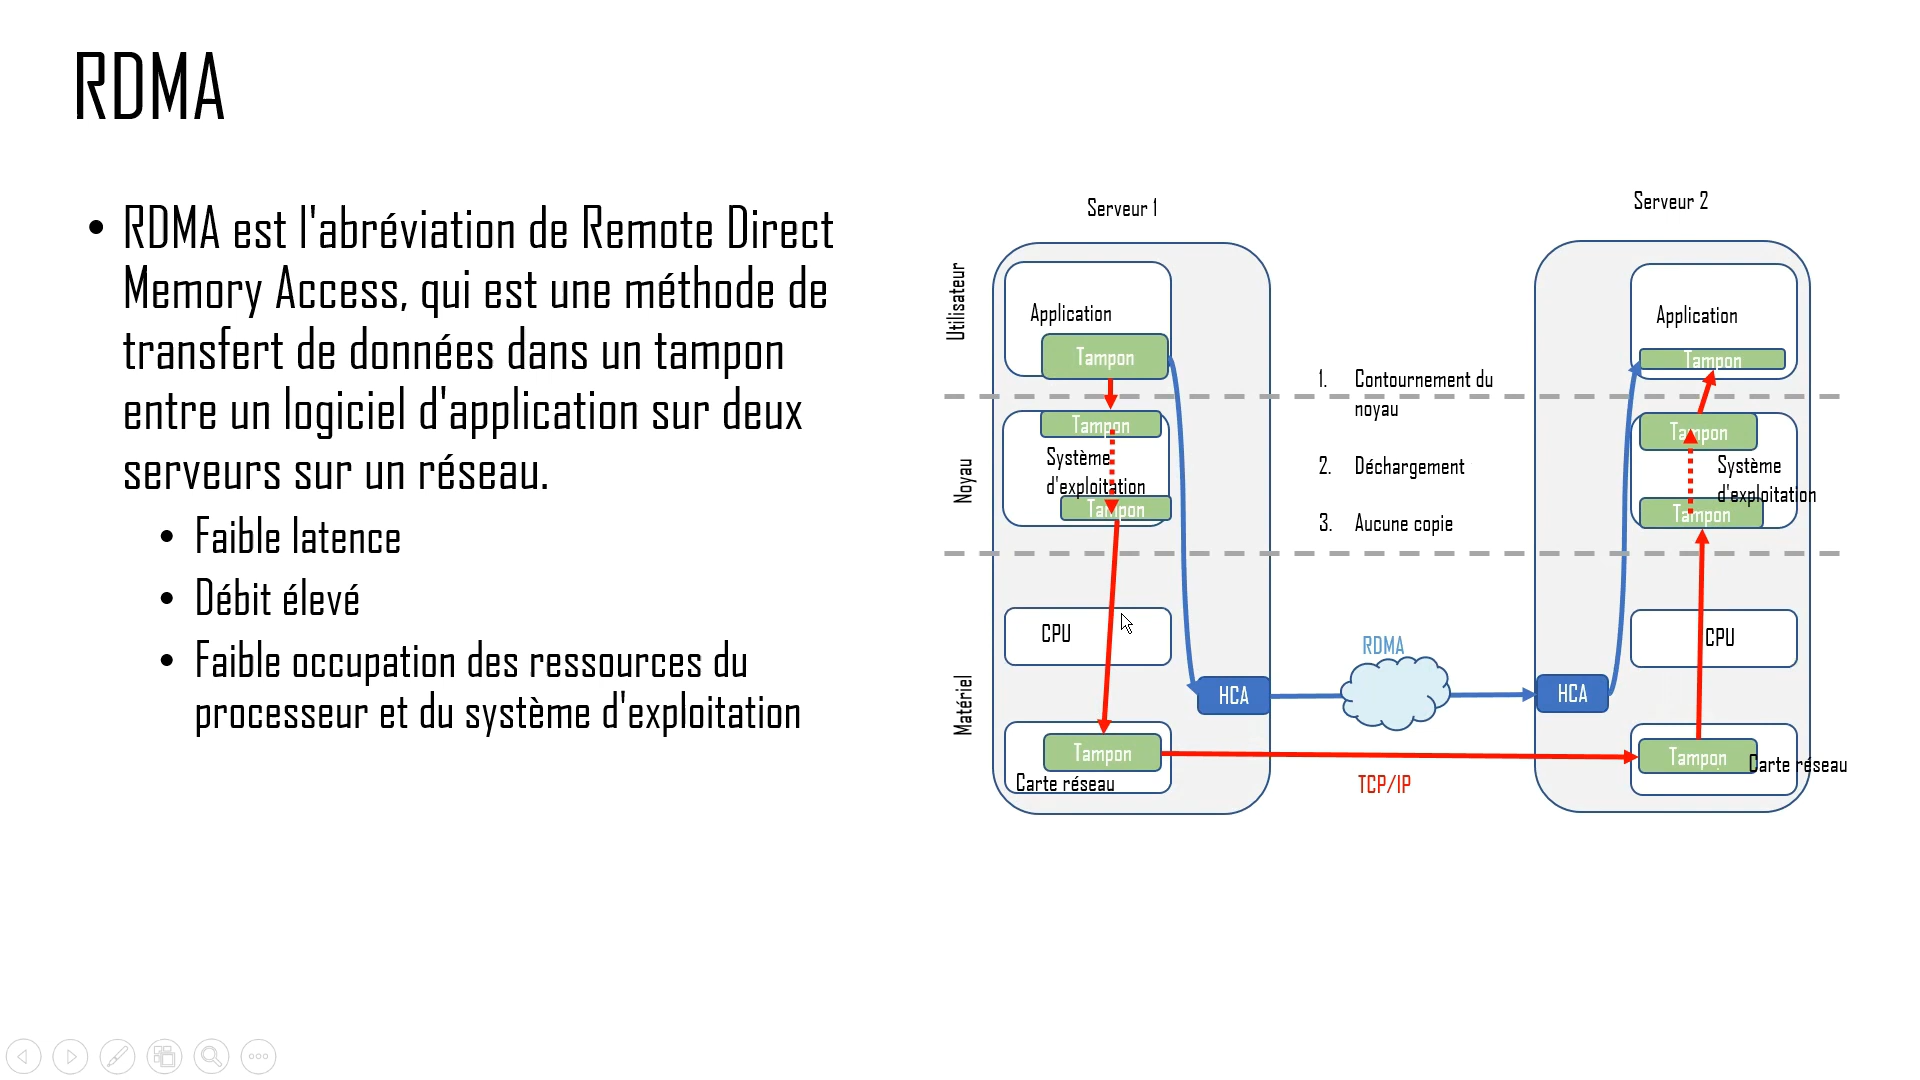 RDMA
• RDMA est l'abréviation de Remote Direct
Memory Access, qui est une méthode de
transfert de données dans un tampon
entre un logiciel d'application sur deux
serveurs sur un réseau.
• Faible latence
• Débit élevé
• Faible occupation des ressources du
processeur et du système d'exploitation
Serveur 1
Serveur 2
Utilisateur
Noyau
Matériel
Application
Tampon
Tampon
Système
d'exploitation
Tampon
CPU
HCA
Tampon
Carte réseau
1. Contournement du
noyau
2. Déchargement
3. Aucune copie
RDMA
TCP/IP
Application
Tampon
Tampon
Système
d'exploitation
Tampon
CPU
HCA
Tampon
Carte réseau